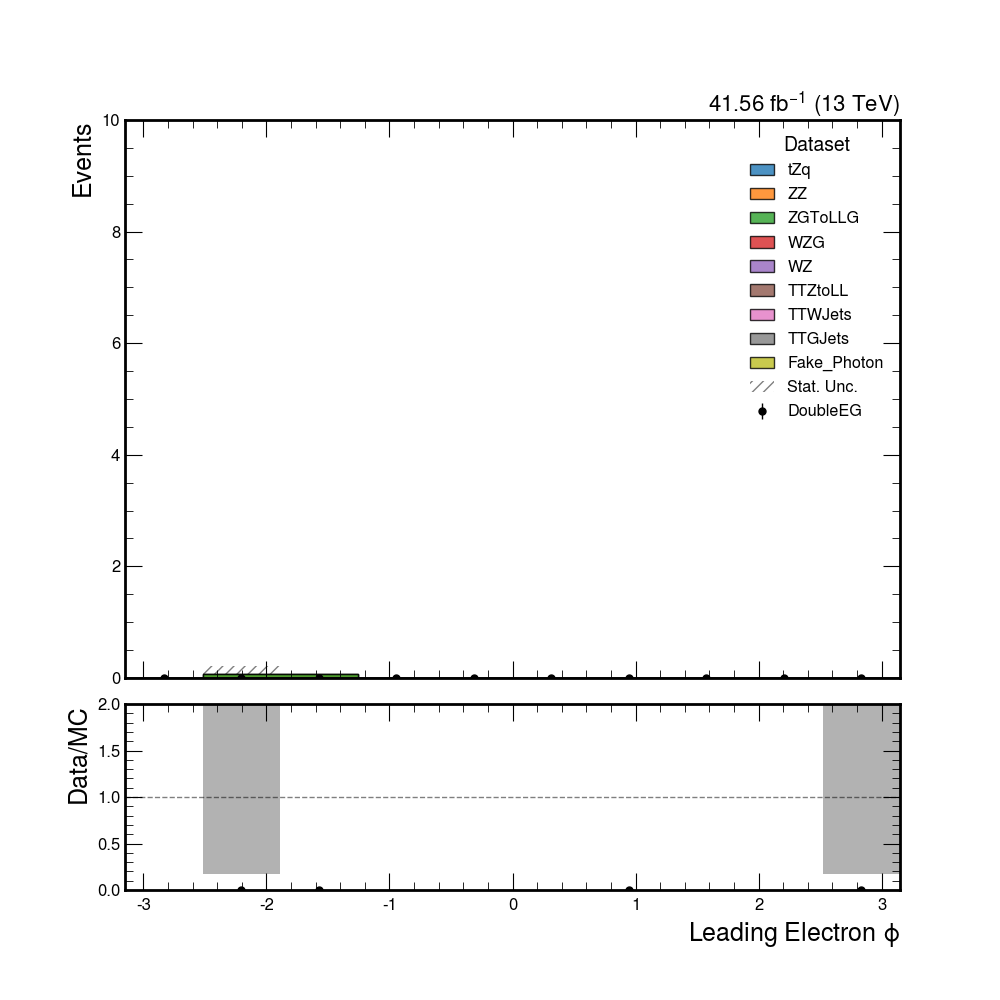 41.56 fb⁻¹ (13 TeV)
Events
10
8
6
4
2
0
Dataset
tZq
ZZ
ZGToLLG
WZG
WZ
TTZtoLL
TTWJets
TTGJets
Fake_Photon
Stat. Unc.
DoubleEG
Data/MC
2.0
1.5
1.0
0.5
0.0
-3 -2 -1 0 1 2 3
Leading Electron ϕ